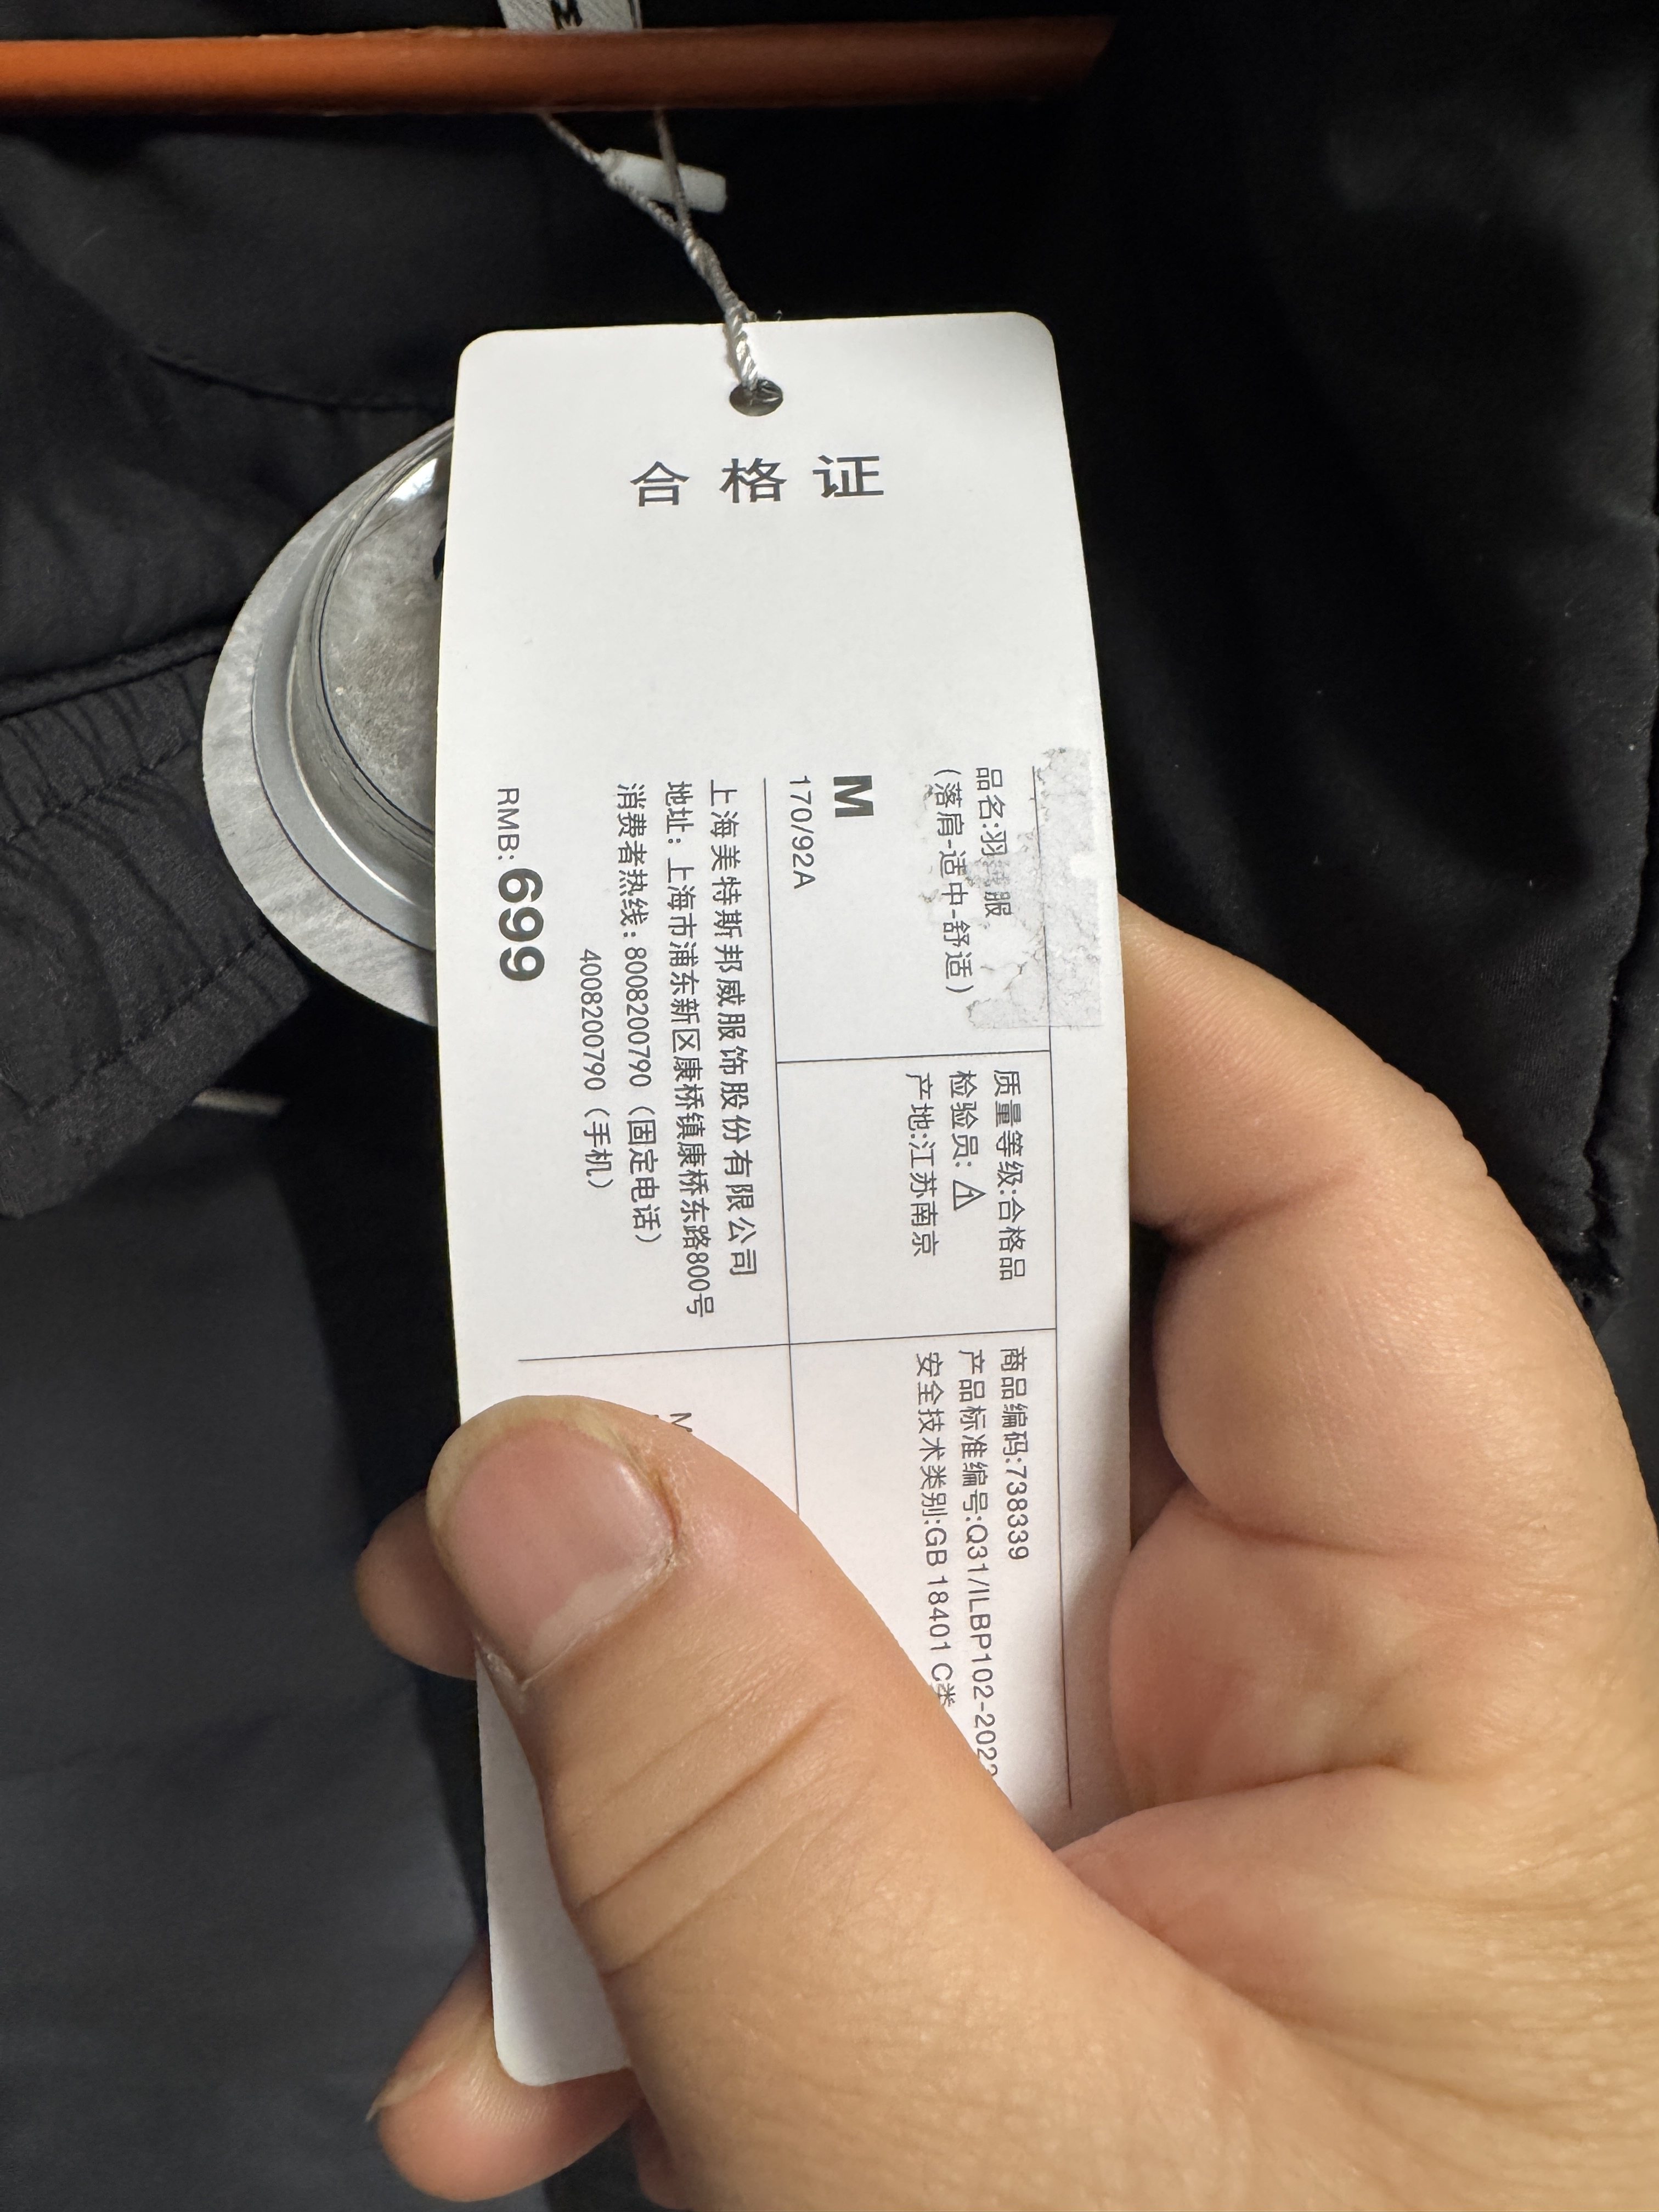 M
合格证
品名:羽 服
(落肩-适中-舒适)
M
170/92A
质量等级:合格品
检验员:
产地:江苏南京
商品编码:738339
产品标准编号:Q31/ILBP102-202
安全技术类别:GB 18401 C类
上海美特斯邦威服饰股份有限公司
地址：上海市浦东新区康桥镇康桥东路800号
消费者热线：8008200790（固定电话）
4008200790（手机）
RMB:699
M